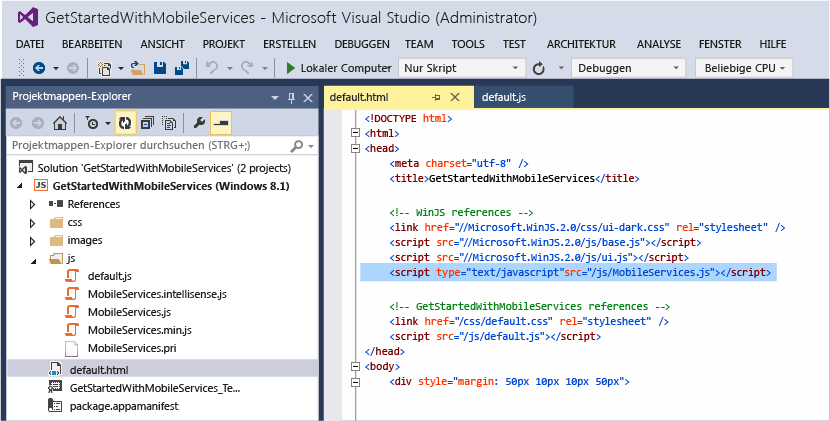 GetStartedWithMobileServices - Microsoft Visual Studio (Administrator)
DATEI BEARBEITEN ANSICHT PROJEKT ERSTELLEN DEBUGGEN TEAM TOOLS TEST ARCHITEKTUR ANALYSE FENSTER HILFE
Lokaler Computer Nur Skript Debuggen Beliebige CPU
Projektmappen-Explorer
Projektmappen-Explorer durchsuchen (STRG+;)
Solution 'GetStartedWithMobileServices' (2 projects)
JS GetStartedWithMobileServices (Windows 8.1)
References
css
images
js
default.js
MobileServices.intellisense.js
MobileServices.js
MobileServices.min.js
MobileServices.pri
default.html
GetStartedWithMobileServices_Te...
package.appamanifest
default.html default.js
<!DOCTYPE html>
<html>
<head>
<meta charset="utf-8" />
<title>GetStartedWithMobileServices</title>
<!-- WinJS references -->
<link href="//Microsoft.WinJS.2.0/css/ui-dark.css" rel="stylesheet" />
<script src="//Microsoft.WinJS.2.0/js/base.js"></script>
<script src="//Microsoft.WinJS.2.0/js/ui.js"></script>
<script type="text/javascript"src="/js/MobileServices.js"></script>
<!-- GetStartedWithMobileServices references -->
<link href="/css/default.css" rel="stylesheet" />
<script src="/js/default.js"></script>
</head>
<body>
<div style="margin: 50px 10px 10px 50px">